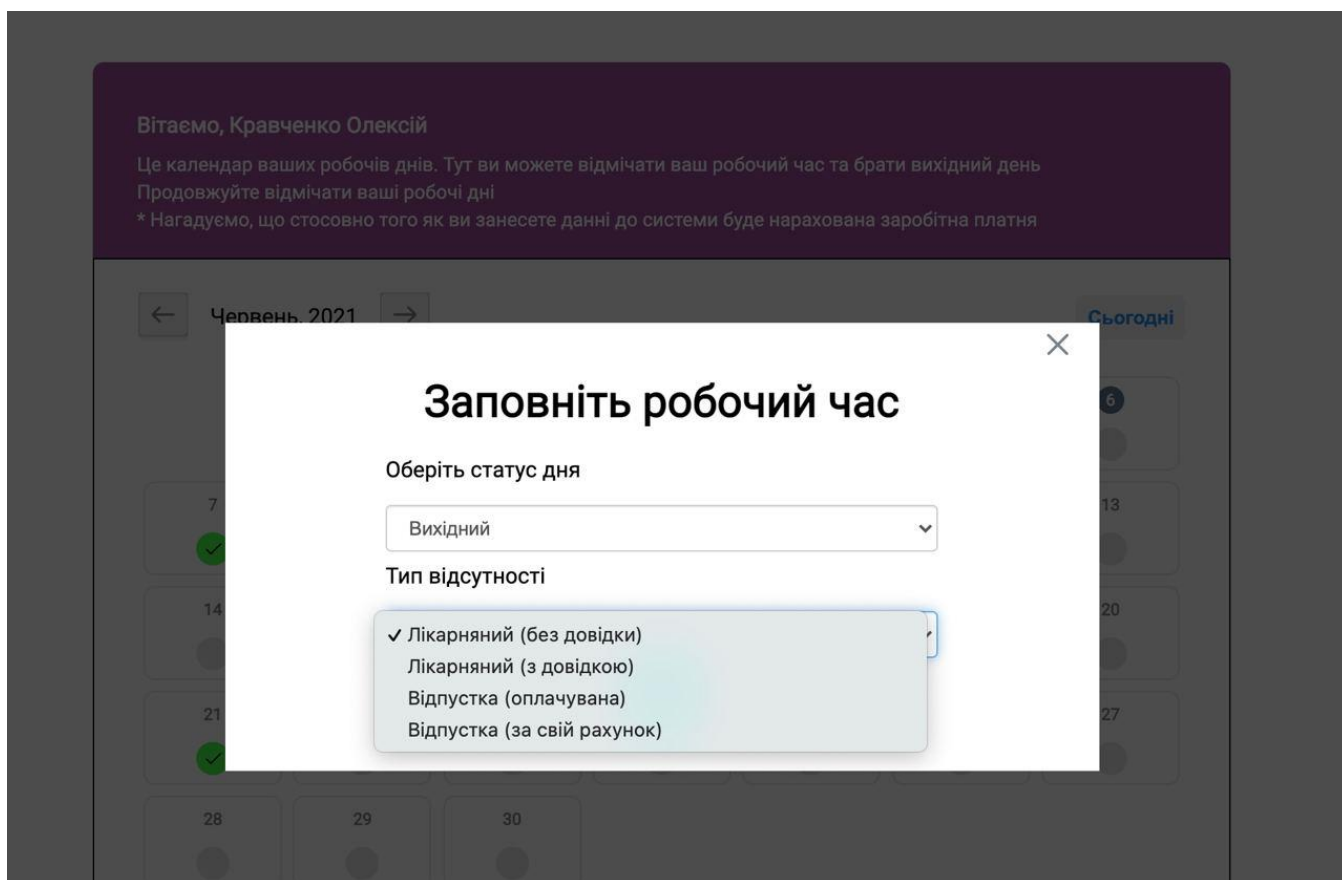 Вітаємо, Кравченко Олексій
Це календар ваших робочів днів. Тут ви можете відмічати ваш робочий час та брати вихідний день
Продовжуйте відмічати ваші робочі дні
* Нагадуємо, що стосовно того як ви занесете данні до системи буде нарахована заробітна платня
Червень, 2021
Сьогодні
Заповніть робочий час
6
Оберіть статус дня
7
Вихідний
13
Тип відсутності
14
✓ Лікарняний (без довідки)
20
Лікарняний (з довідкою)
Відпустка (оплачувана)
21
Відпустка (за свій рахунок)
27
28 29 30